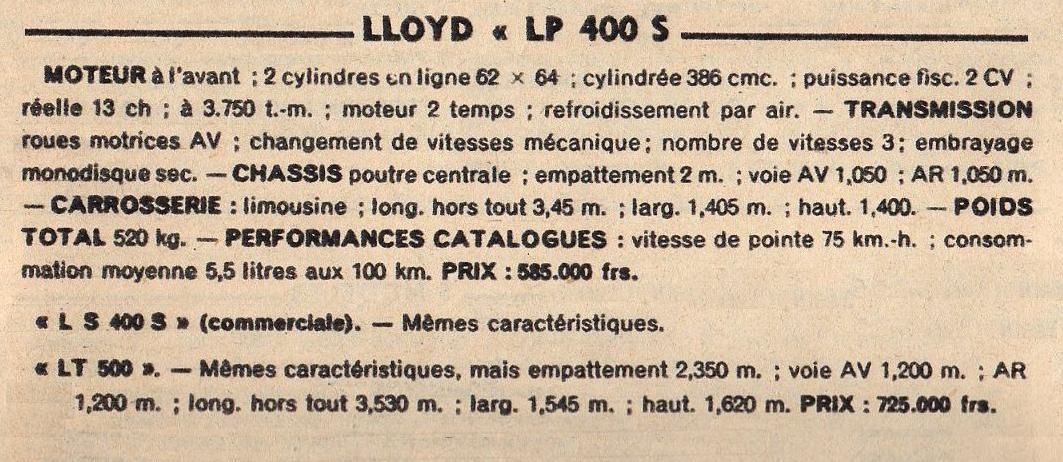 LLOYD « LP 400 S
MOTEUR à l'avant ; 2 cylindres en ligne 62 × 64 ; cylindrée 386 cmc. ; puissance fisc. 2 CV ;
réelle 13 ch ; à 3.750 t.-m. ; moteur 2 temps ; refroidissement par air. — TRANSMISSION
roues motrices AV ; changement de vitesses mécanique ; nombre de vitesses 3 ; embrayage
monodisque sec. — CHASSIS poutre centrale ; empattement 2 m. ; voie AV 1,050 ; AR 1,050 m.
— CARROSSERIE : limousine ; long. hors tout 3,45 m. ; larg. 1,405 m. ; haut. 1,400. — POIDS
TOTAL 520 kg. — PERFORMANCES CATALOGUES : vitesse de pointe 75 km.-h. ; consom-
mation moyenne 5,5 litres aux 100 km. PRIX : 585.000 frs.
« L S 400 S » (commerciale). — Mêmes caractéristiques.
« LT 500 ». — Mêmes caractéristiques, mais empattement 2,350 m. ; voie AV 1,200 m. ; AR
1,200 m. ; long. hors tout 3,530 m. ; larg. 1,545 m. ; haut. 1,620 m. PRIX : 725.000 frs.